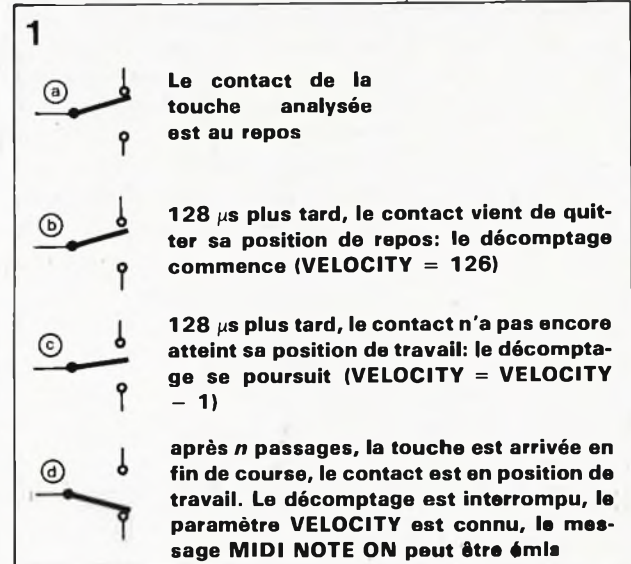 1
a
Le contact de la
touche analysée
est au repos
b
128 µs plus tard, le contact vient de quit-
ter sa position de repos: le décomptage
commence (VELOCITY = 126)
c
128 µs plus tard, le contact n'a pas encore
atteint sa position de travail: le décompta-
ge se poursuit (VELOCITY = VELOCITY
− 1)
d
après n passages, la touche est arrivée en
fin de course, le contact est en position de
travail. Le décomptage est interrompu, le
paramètre VELOCITY est connu, le mes-
sage MIDI NOTE ON peut être émis